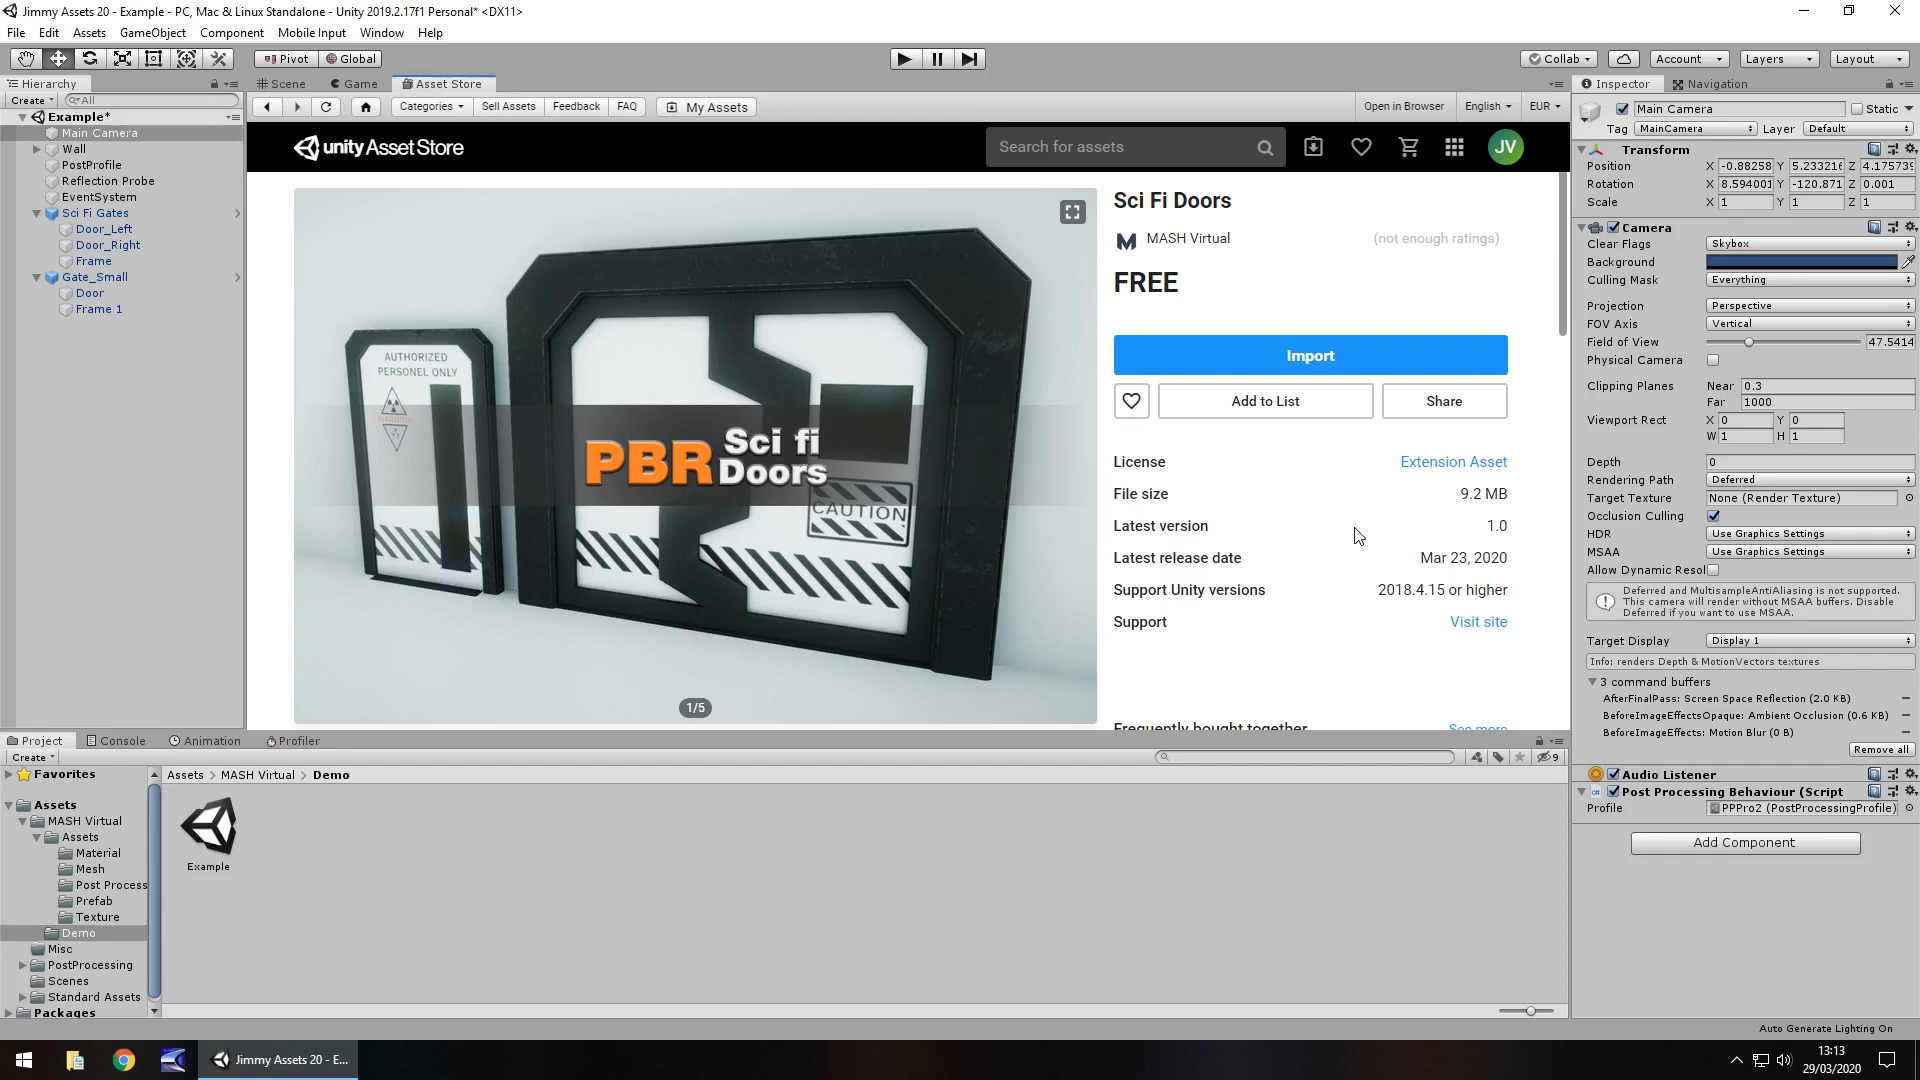 Jimmy Assets 20 - Example - PC, Mac & Linux Standalone - Unity 2019.2.17f1 Personal* <DX11>
File Edit Assets GameObject Component Mobile Input Window Help
Pivot Global Collab Account Layers Layout
Hierarchy
Create All
Example*
Main Camera
Wall
PostProfile
Reflection Probe
EventSystem
Sci Fi Gates
Door_Left
Door_Right
Frame
Gate_Small
Door
Frame 1
Scene Game Asset Store
Categories Sell Assets Feedback FAQ My Assets Open in Browser English EUR
unity Asset Store Search for assets JV
AUTHORIZED
PERSONEL ONLY
WARNING
PBR Sci fi
Doors
CAUTION
1/5
Sci Fi Doors
MASH Virtual (not enough ratings)
FREE
Import
Add to List Share
License Extension Asset
File size 9.2 MB
Latest version 1.0
Latest release date Mar 23, 2020
Support Unity versions 2018.4.15 or higher
Support Visit site
Frequently bought together See more
Inspector Navigation
Main Camera Static
Tag MainCamera Layer Default
Transform
Position X -0.88258 Y 5.233216 Z 4.175739
Rotation X 8.594001 Y -120.871 Z 0.001
Scale X 1 Y 1 Z 1
Camera
Clear Flags Skybox
Background
Culling Mask Everything
Projection Perspective
FOV Axis Vertical
Field of View 47.5414
Physical Camera
Clipping Planes Near 0.3
Far 1000
Viewport Rect X 0 Y 0
W 1 H 1
Depth 0
Rendering Path Deferred
Target Texture None (Render Texture)
Occlusion Culling
HDR Use Graphics Settings
MSAA Use Graphics Settings
Allow Dynamic Resol
Deferred and MultisampleAntiAliasing is not supported.
This camera will render without MSAA buffers. Disable
Deferred if you want to use MSAA.
Target Display Display 1
Info: renders Depth & MotionVectors textures
3 command buffers
AfterFinalPass: Screen Space Reflection (2.0 KB)
BeforeImageEffectsOpaque: Ambient Occlusion (0.6 KB)
BeforeImageEffects: Motion Blur (0 B)
Remove all
Audio Listener
Post Processing Behaviour (Script
Profile PPPro2 (PostProcessingProfile)
Add Component
Project Console Animation Profiler
Create 9
Favorites
Assets
MASH Virtual
Assets
Material
Mesh
Post Process
Prefab
Texture
Demo
Misc
PostProcessing
Scenes
Standard Assets
Packages
Assets > MASH Virtual > Demo
Example
Auto Generate Lighting On
Jimmy Assets 20 - E...
13:13
29/03/2020